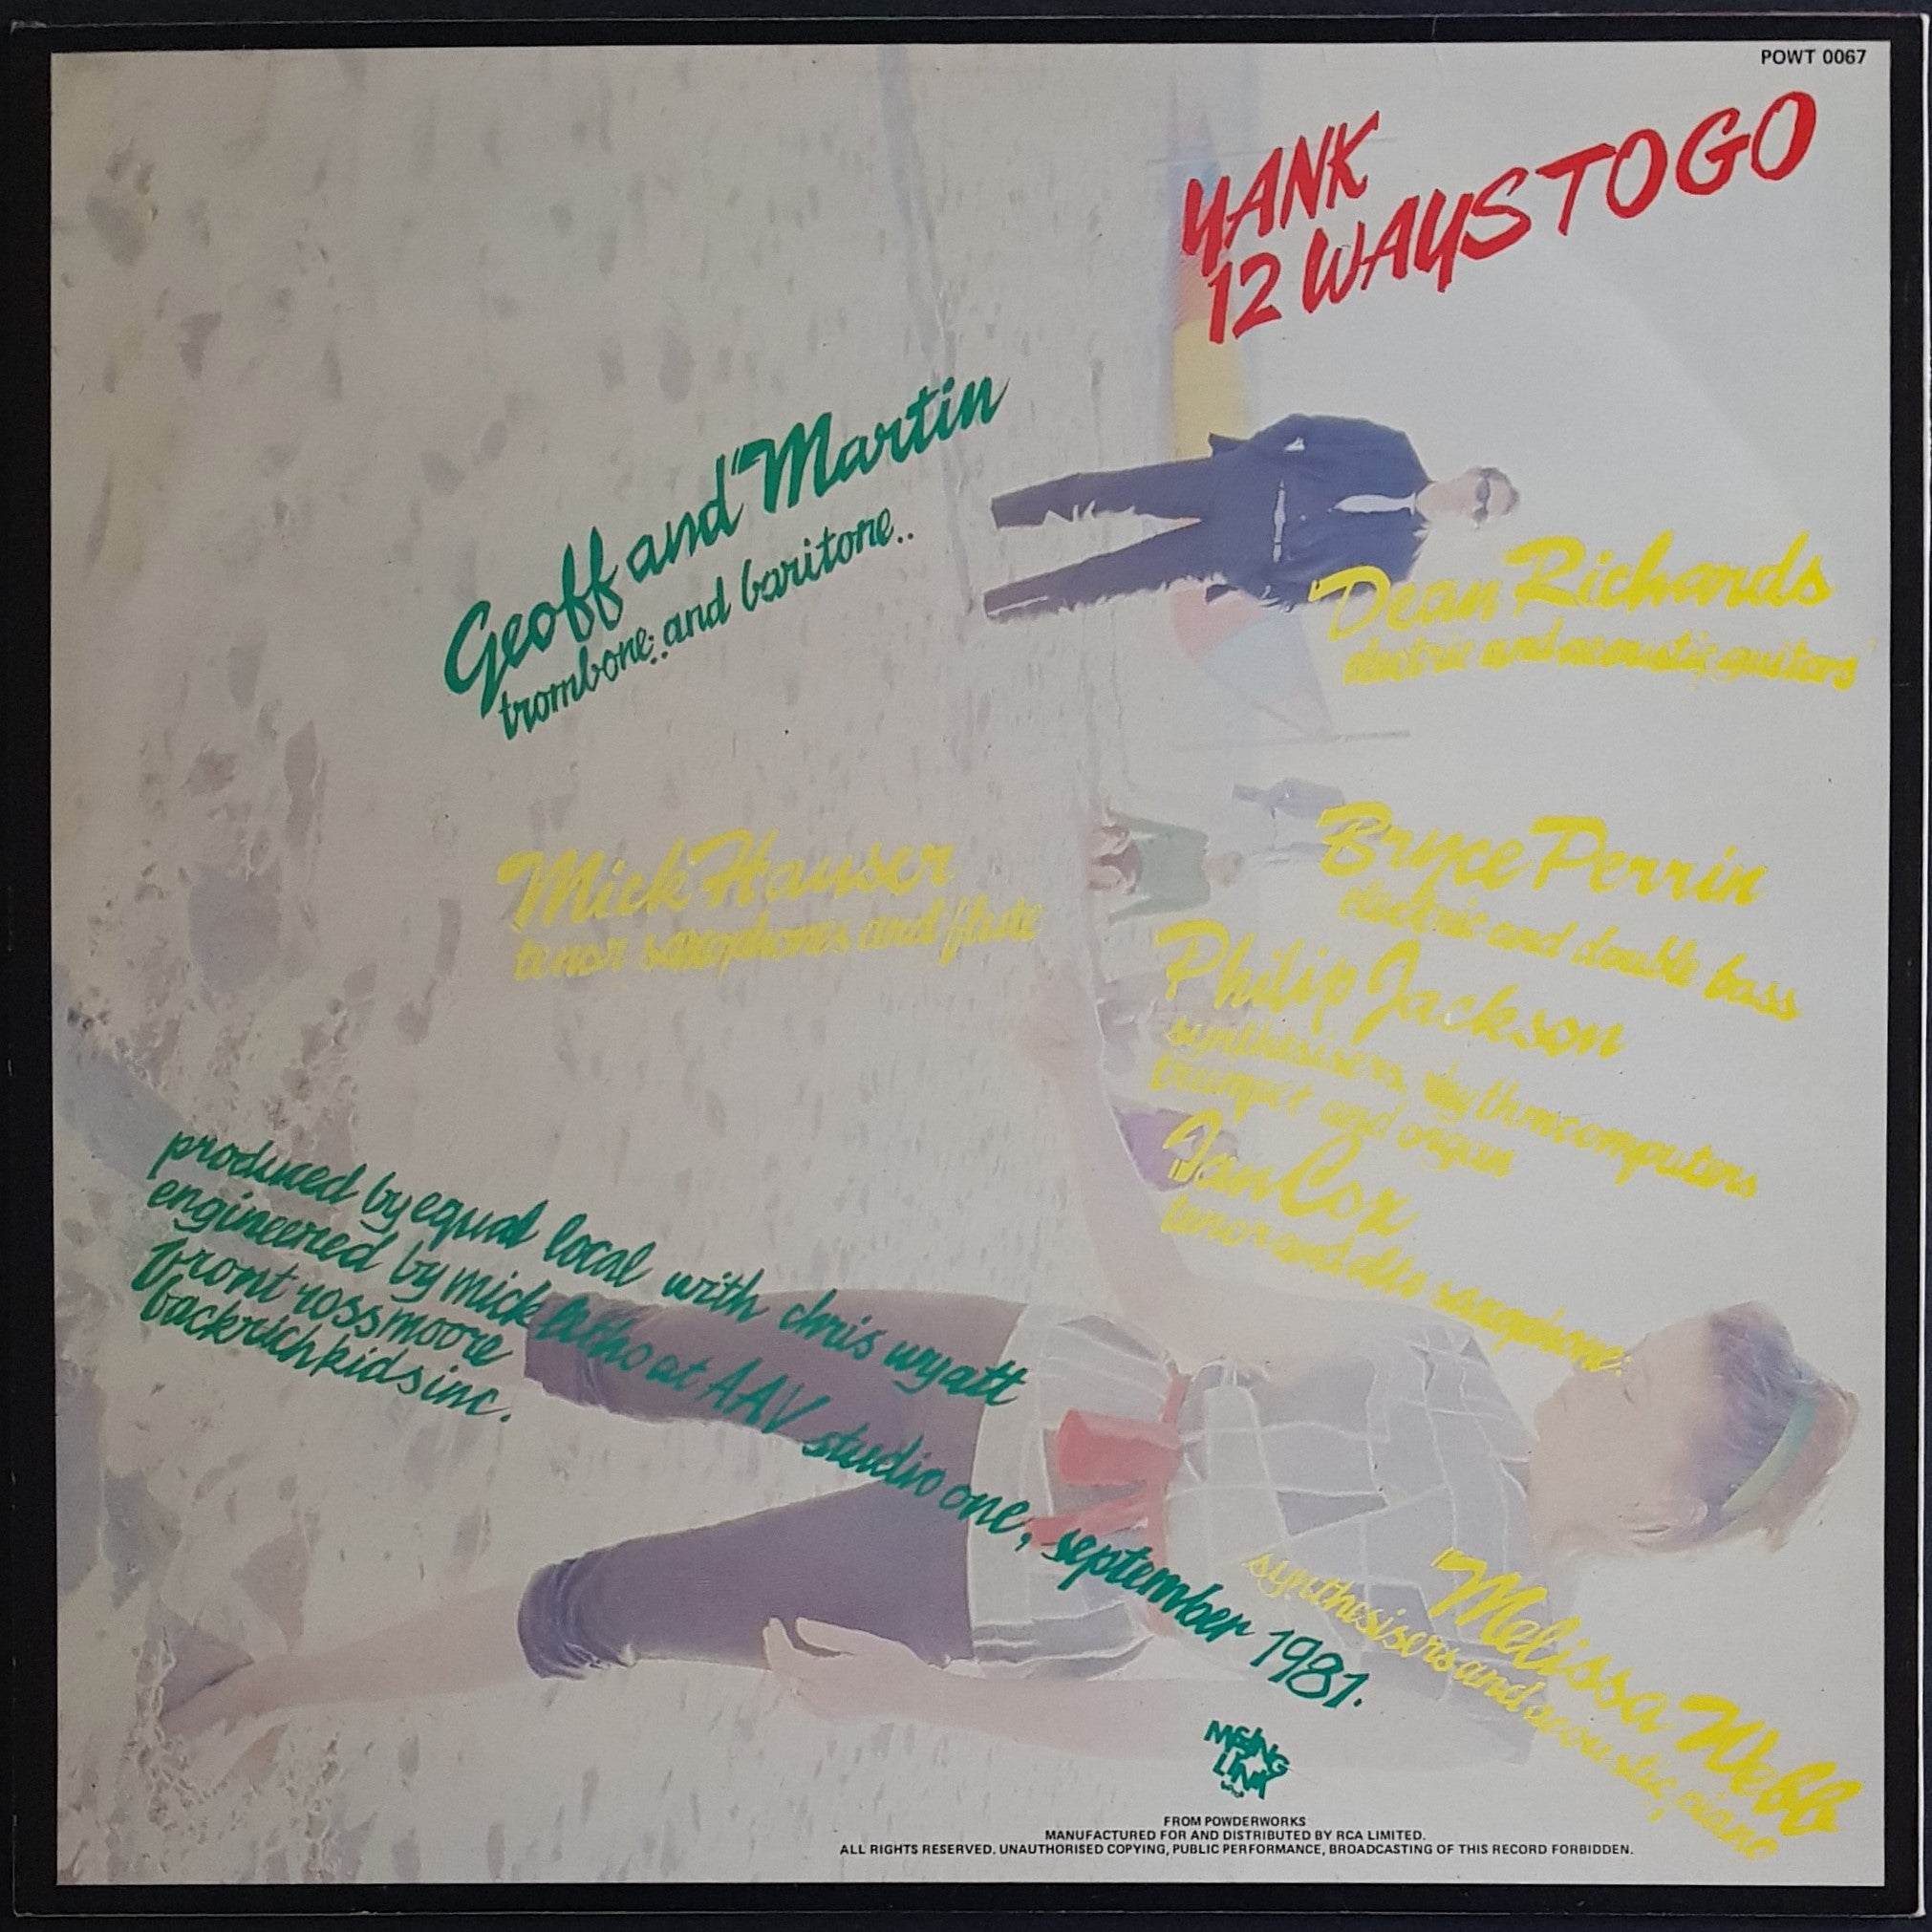 POWT 0067
YANK
12 WAYS TO GO
Geoff and Martin
trombone.. and baritone..
Dean Richards
electric and acoustic guitars
Mick Hauser
tenor saxophones and flute
Bryce Perrin
electric and double bass
Philip Jackson
synthesisers, rhythm computers
trumpet and organ
Ian Cox
tenor and alto saxophone.
produced by equal local with chris wyatt
engineered by mick letho at AAV studio one, september 1981.
front ross moore
back rich kids inc.
Melissa Webb
synthesisers and acoustic piano
MSING
LINK
FROM POWDERWORKS
MANUFACTURED FOR AND DISTRIBUTED BY RCA LIMITED.
ALL RIGHTS RESERVED. UNAUTHORISED COPYING, PUBLIC PERFORMANCE, BROADCASTING OF THIS RECORD FORBIDDEN.